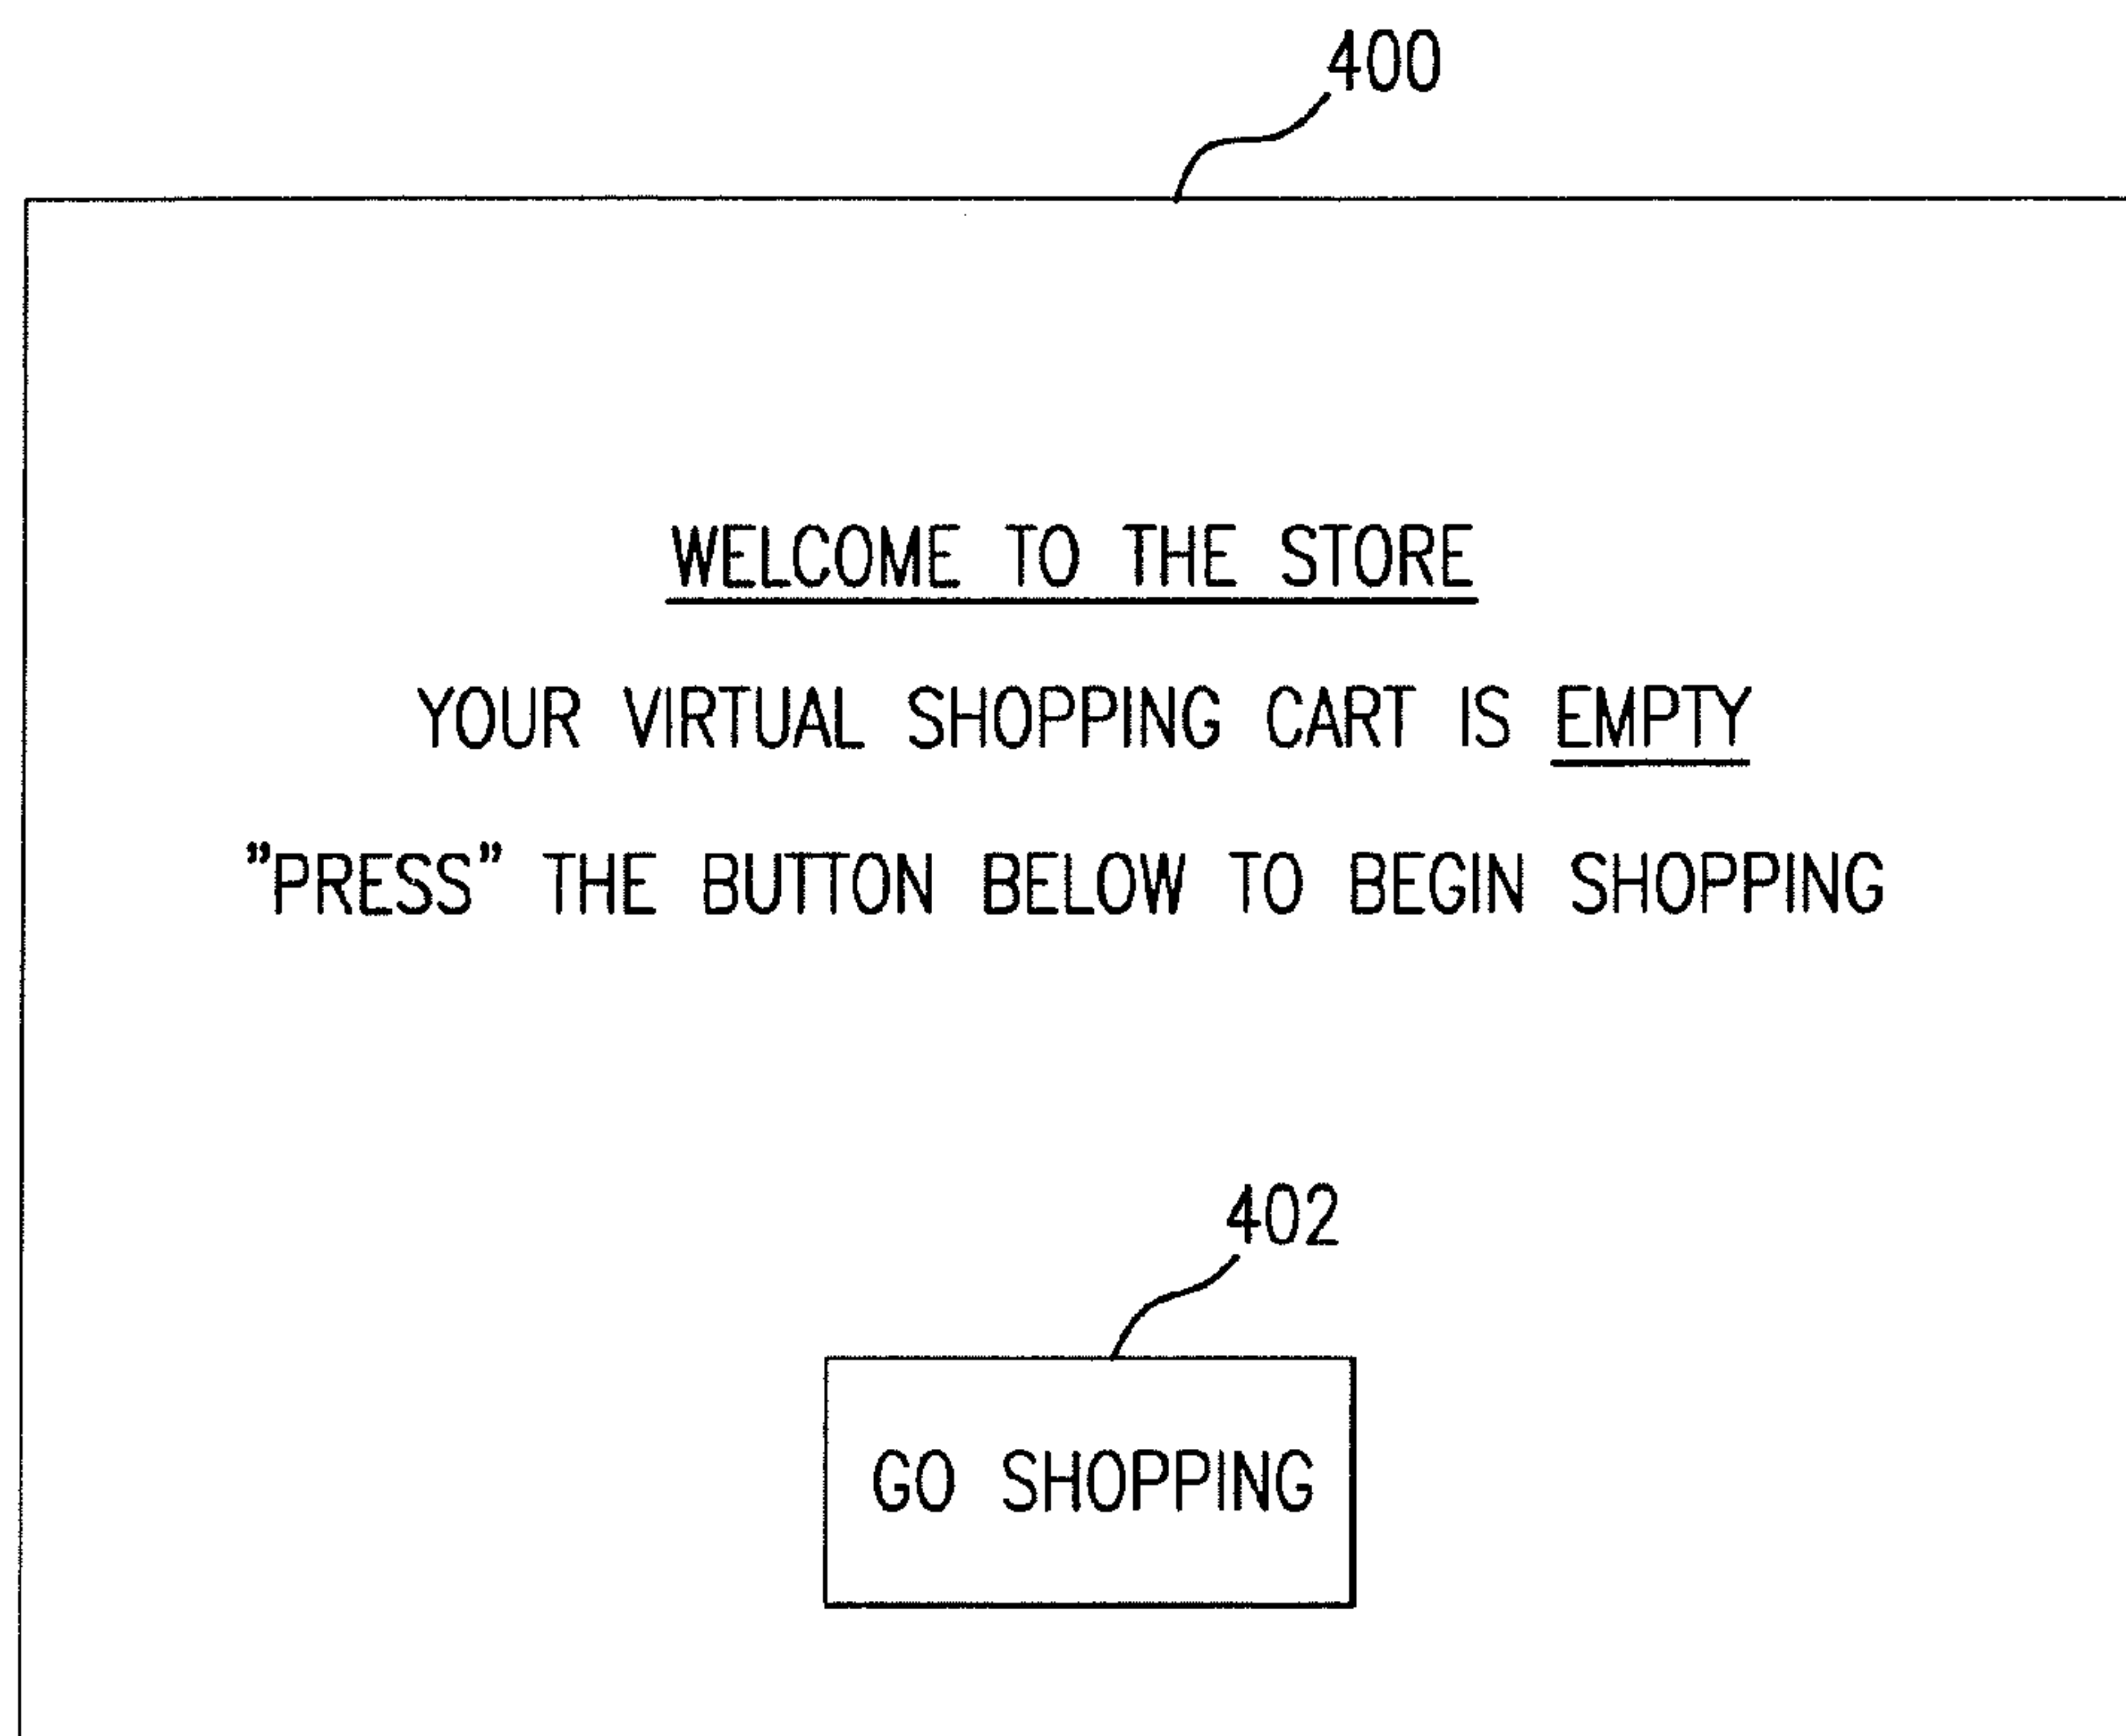 400
WELCOME TO THE STORE
YOUR VIRTUAL SHOPPING CART IS EMPTY
"PRESS" THE BUTTON BELOW TO BEGIN SHOPPING
402
GO SHOPPING